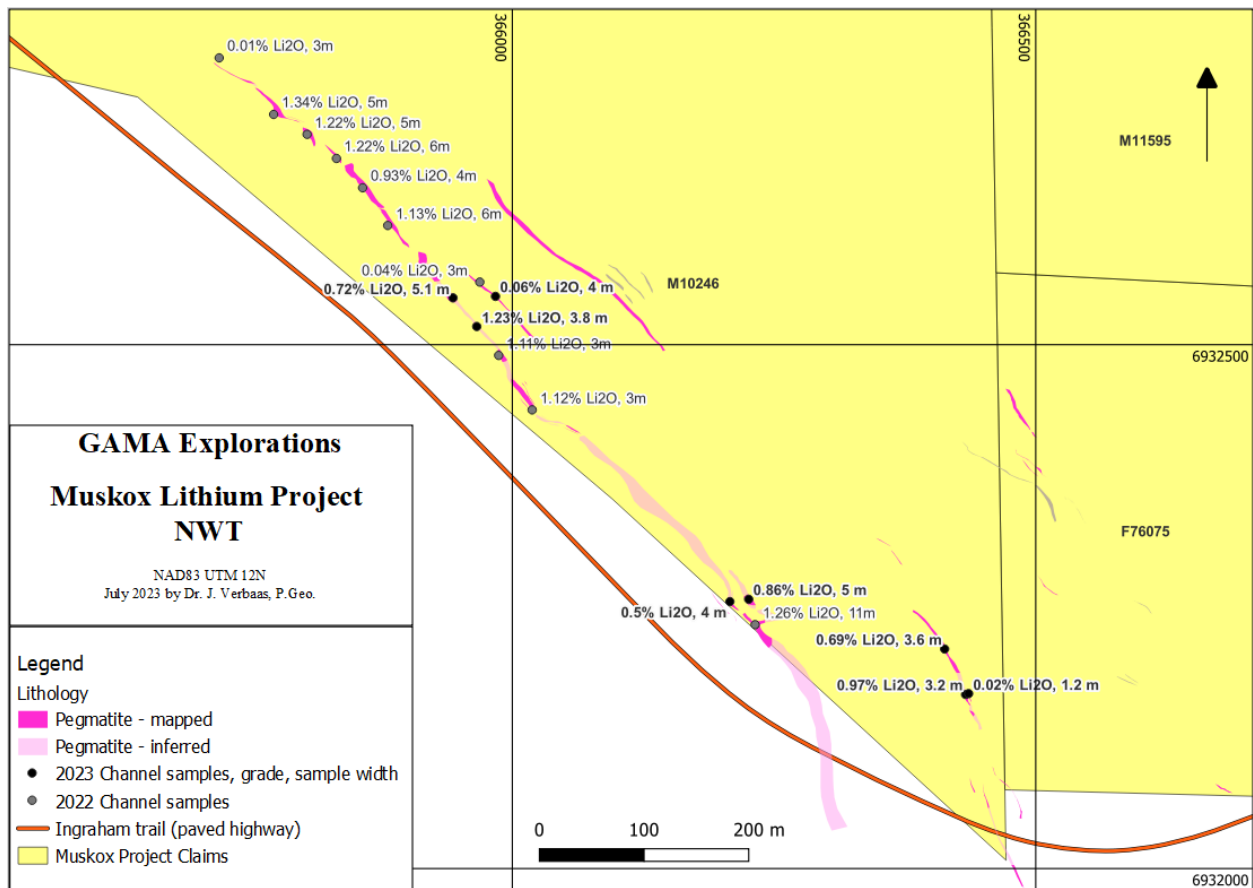 366000
366500
0.01% Li2O, 3m
1.34% Li2O, 5m
1.22% Li2O, 5m
M11595
1.22% Li2O, 6m
0.93% Li2O, 4m
1.13% Li2O, 6m
0.04% Li2O, 3m
M10246
0.72% Li2O, 5.1 m
0.06% Li2O, 4 m
1.23% Li2O, 3.8 m
1.11% Li2O, 3m
6932500
1.12% Li2O, 3m
GAMA Explorations
Muskox Lithium Project
NWT
NAD83 UTM 12N
July 2023 by Dr. J. Verbaas, P.Geo.
F76075
0.86% Li2O, 5 m
0.5% Li2O, 4 m
1.26% Li2O, 11m
0.69% Li2O, 3.6 m
0.97% Li2O, 3.2 m
0.02% Li2O, 1.2 m
Legend
Lithology
Pegmatite - mapped
Pegmatite - inferred
2023 Channel samples, grade, sample width
2022 Channel samples
Ingraham trail (paved highway)
Muskox Project Claims
0 100 200 m
6932000